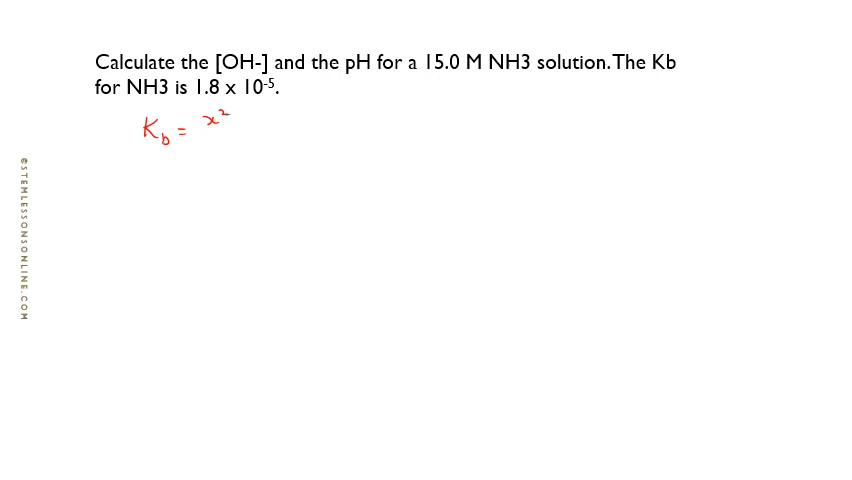 Calculate the [OH-] and the pH for a 15.0 M NH3 solution. The Kb
for NH3 is 1.8 x 10⁻⁵.
K_b = x²
@STEMLESSONSONLINE.COM